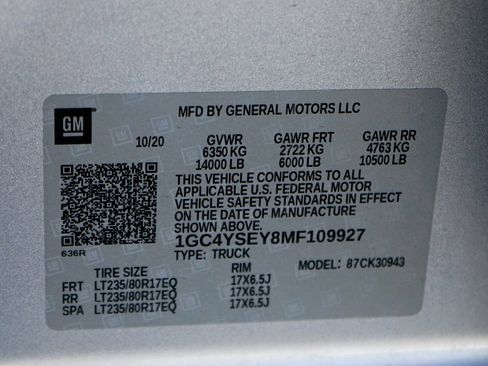 GM
MFD BY GENERAL MOTORS LLC
10/20 GVWR GAWR FRT GAWR RR
6350 KG 2722 KG 4763 KG
14000 LB 6000 LB 10500 LB
THIS VEHICLE CONFORMS TO ALL
APPLICABLE U.S. FEDERAL MOTOR
VEHICLE SAFETY STANDARDS IN EFFECT
ON THE DATE OF MANUFACTURE
SHOWN ABOVE.
1GC4YSEY8MF109927
636R
TYPE: TRUCK MODEL: 87CK30943
TIRE SIZE RIM
FRT LT235/80R17EQ 17X6.5J
RR LT235/80R17EQ 17X6.5J
SPA LT235/80R17EQ 17X6.5J